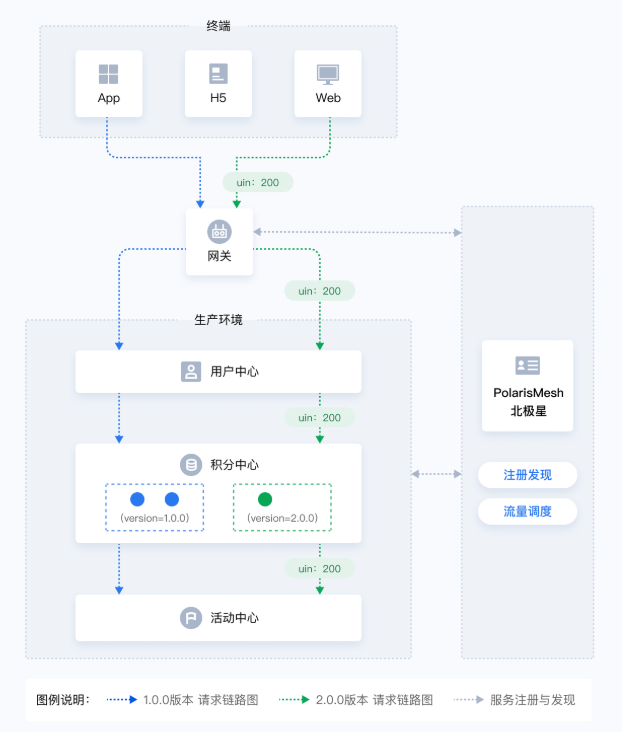 终端
App
H5
Web
uin：200
网关
uin：200
生产环境
用户中心
PolarisMesh
北极星
uin：200
积分中心
注册发现
(version=1.0.0)
(version=2.0.0)
流量调度
uin：200
活动中心
图例说明：
1.0.0版本 请求链路图
2.0.0版本 请求链路图
服务注册与发现